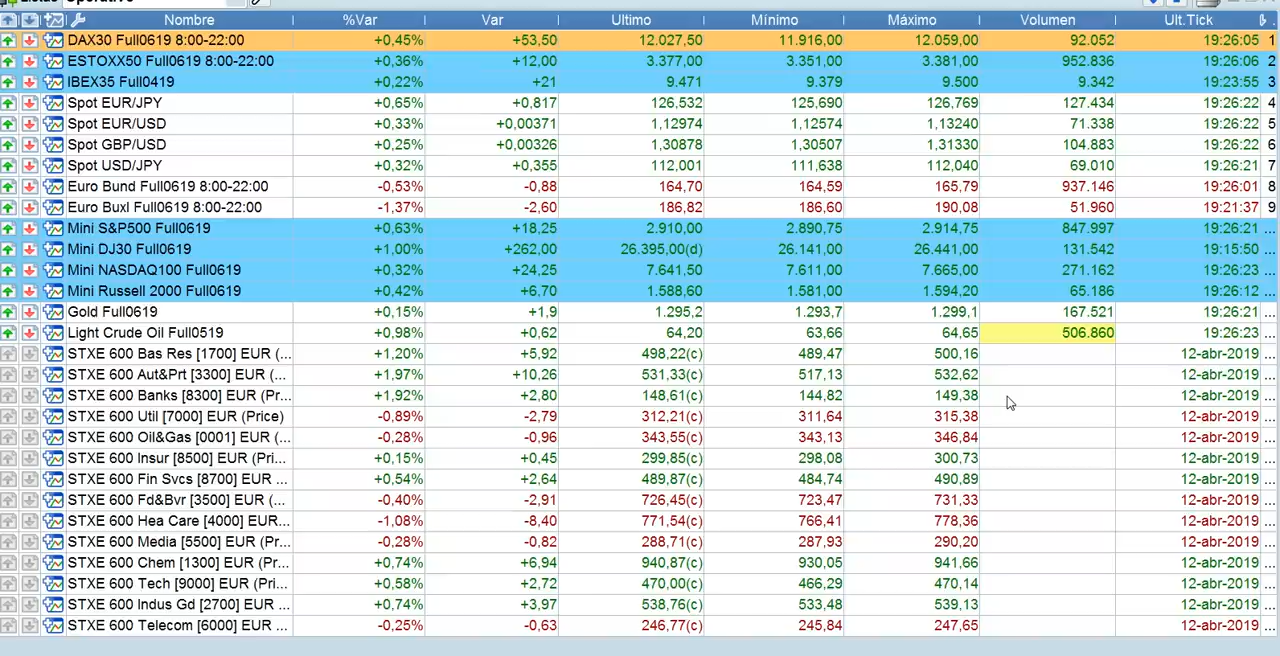 Nombre %Var Var Ultimo Mínimo Máximo Volumen Ult.Tick
DAX30 Full0619 8:00-22:00 +0,45% +53,50 12.027,50 11.916,00 12.059,00 92.052 19:26:05 1
ESTOXX50 Full0619 8:00-22:00 +0,36% +12,00 3.377,00 3.351,00 3.381,00 952.836 19:26:06 2
IBEX35 Full0419 +0,22% +21 9.471 9.379 9.500 9.342 19:23:55 3
Spot EUR/JPY +0,65% +0,817 126,532 125,690 126,769 127.434 19:26:22 4
Spot EUR/USD +0,33% +0,00371 1,12974 1,12574 1,13240 71.338 19:26:22 5
Spot GBP/USD +0,25% +0,00326 1,30878 1,30507 1,31330 104.883 19:26:22 6
Spot USD/JPY +0,32% +0,355 112,001 111,638 112,040 69.010 19:26:21 7
Euro Bund Full0619 8:00-22:00 -0,53% -0,88 164,70 164,59 165,79 937.146 19:26:01 8
Euro Buxl Full0619 8:00-22:00 -1,37% -2,60 186,82 186,60 190,08 51.960 19:21:37 9
Mini S&P500 Full0619 +0,63% +18,25 2.910,00 2.890,75 2.914,75 847.997 19:26:21 ...
Mini DJ30 Full0619 +1,00% +262,00 26.395,00(d) 26.141,00 26.441,00 131.542 19:15:50 ...
Mini NASDAQ100 Full0619 +0,32% +24,25 7.641,50 7.611,00 7.665,00 271.162 19:26:23 ...
Mini Russell 2000 Full0619 +0,42% +6,70 1.588,60 1.581,00 1.594,20 65.186 19:26:12 ...
Gold Full0619 +0,15% +1,9 1.295,2 1.293,7 1.299,1 167.521 19:26:21 ...
Light Crude Oil Full0519 +0,98% +0,62 64,20 63,66 64,65 506.860 19:26:23 ...
STXE 600 Bas Res [1700] EUR (... +1,20% +5,92 498,22(c) 489,47 500,16 12-abr-2019 ...
STXE 600 Aut&Prt [3300] EUR (... +1,97% +10,26 531,33(c) 517,13 532,62 12-abr-2019 ...
STXE 600 Banks [8300] EUR (Pr... +1,92% +2,80 148,61(c) 144,82 149,38 12-abr-2019 ...
STXE 600 Util [7000] EUR (Price) -0,89% -2,79 312,21(c) 311,64 315,38 12-abr-2019 ...
STXE 600 Oil&Gas [0001] EUR (... -0,28% -0,96 343,55(c) 343,13 346,84 12-abr-2019 ...
STXE 600 Insur [8500] EUR (Pri... +0,15% +0,45 299,85(c) 298,08 300,73 12-abr-2019 ...
STXE 600 Fin Svcs [8700] EUR ... +0,54% +2,64 489,87(c) 484,74 490,89 12-abr-2019 ...
STXE 600 Fd&Bvr [3500] EUR (... -0,40% -2,91 726,45(c) 723,47 731,33 12-abr-2019 ...
STXE 600 Hea Care [4000] EUR... -1,08% -8,40 771,54(c) 766,41 778,36 12-abr-2019 ...
STXE 600 Media [5500] EUR (Pr... -0,28% -0,82 288,71(c) 287,93 290,20 12-abr-2019 ...
STXE 600 Chem [1300] EUR (Pr... +0,74% +6,94 940,87(c) 930,05 941,66 12-abr-2019 ...
STXE 600 Tech [9000] EUR (Pri... +0,58% +2,72 470,00(c) 466,29 470,14 12-abr-2019 ...
STXE 600 Indus Gd [2700] EUR ... +0,74% +3,97 538,76(c) 533,48 539,13 12-abr-2019 ...
STXE 600 Telecom [6000] EUR ... -0,25% -0,63 246,77(c) 245,84 247,65 12-abr-2019 ...